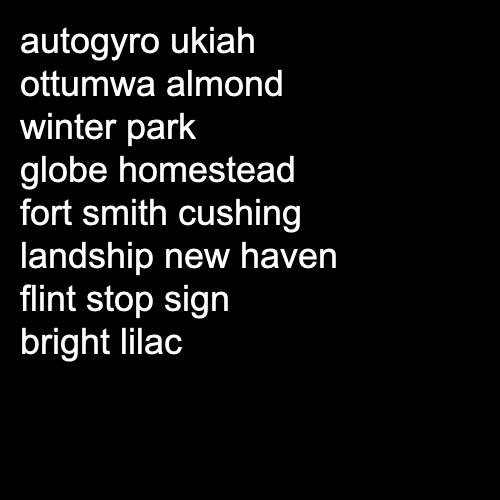 autogyro ukiah
ottumwa almond
winter park
globe homestead
fort smith cushing
landship new haven
flint stop sign
bright lilac